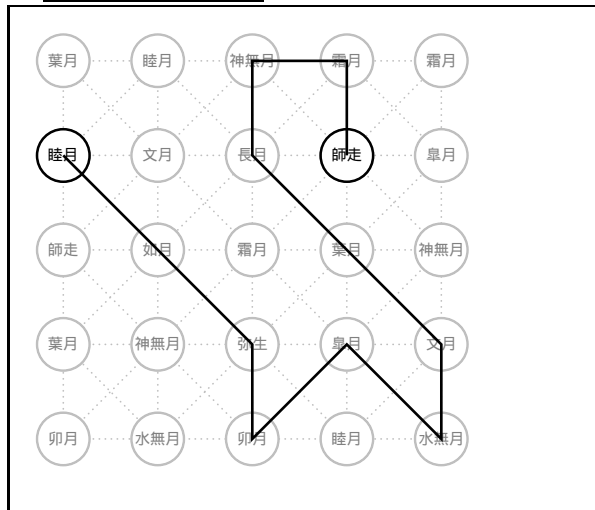 葉月 睦月 神無月 霜月 霜月
睦月 文月 長月 師走 皐月
師走 如月 霜月 葉月 神無月
葉月 神無月 弥生 皐月 文月
卯月 水無月 卯月 睦月 水無月